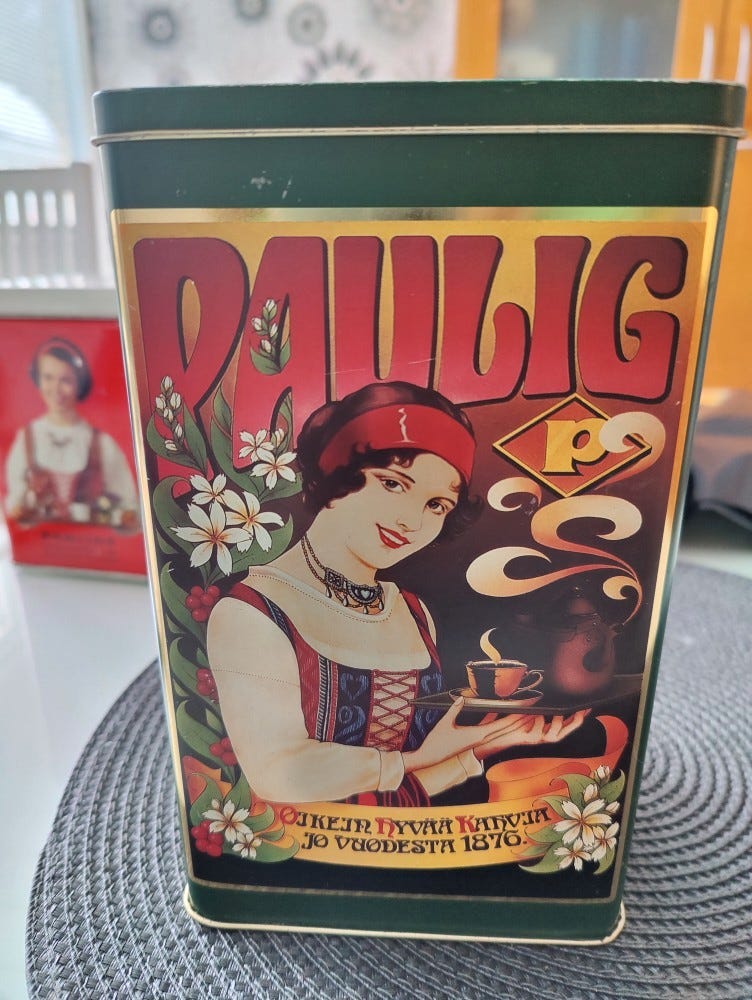 PAULIG
P
OIKEIN HYVÄÄ KAHVIA
JO VUODESTA 1876.